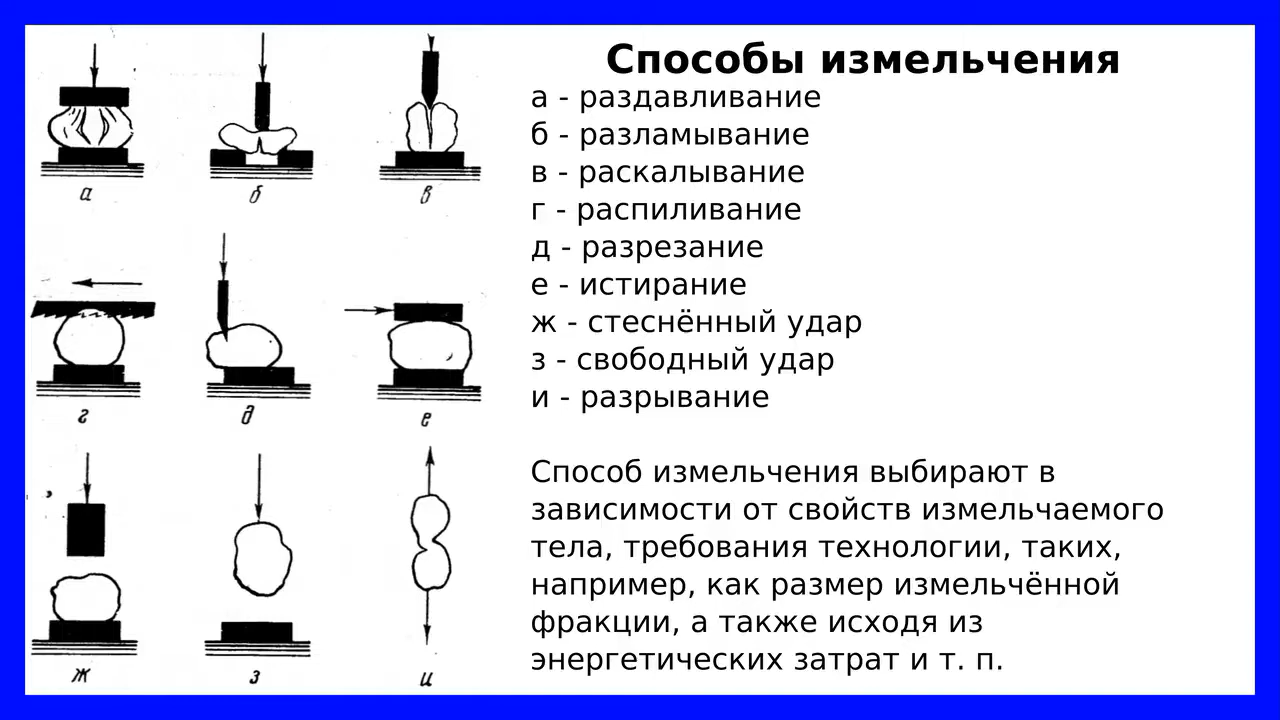 Способы измельчения
а - раздавливание
б - разламывание
в - раскалывание
г - распиливание
д - разрезание
е - истирание
ж - стеснённый удар
з - свободный удар
и - разрывание
Способ измельчения выбирают в
зависимости от свойств измельчаемого
тела, требования технологии, таких,
например, как размер измельчённой
фракции, а также исходя из
энергетических затрат и т. п.
а
б
в
г
д
е
ж
з
и